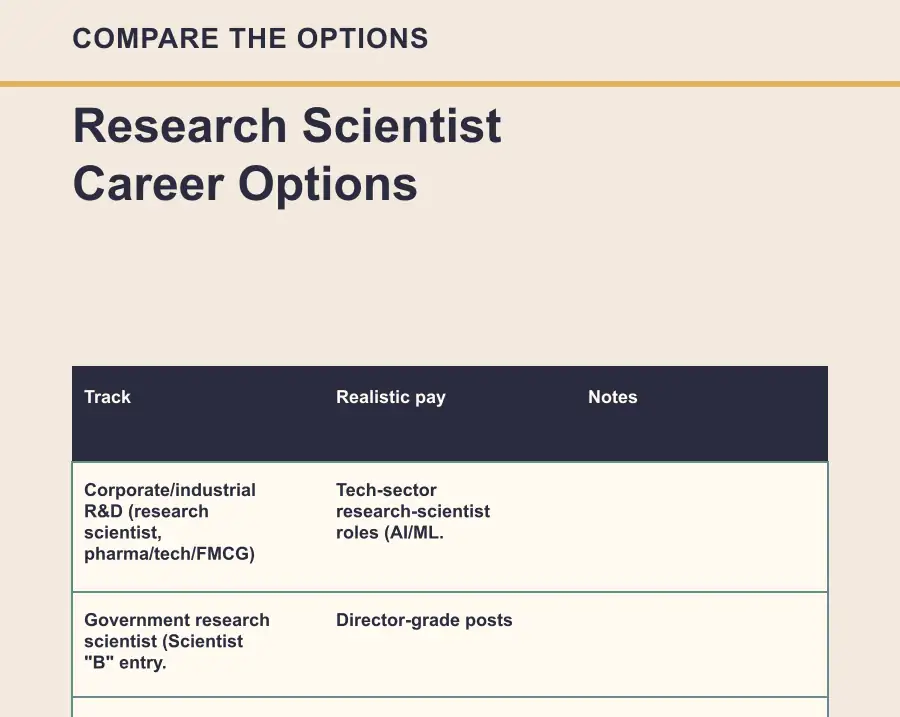 COMPARE THE OPTIONS
Research Scientist
Career Options
Track
Realistic pay
Notes
Corporate/industrial
R&D (research
scientist,
pharma/tech/FMCG)
Tech-sector
research-scientist
roles (AI/ML.
Government research
scientist (Scientist
"B" entry.
Director-grade posts